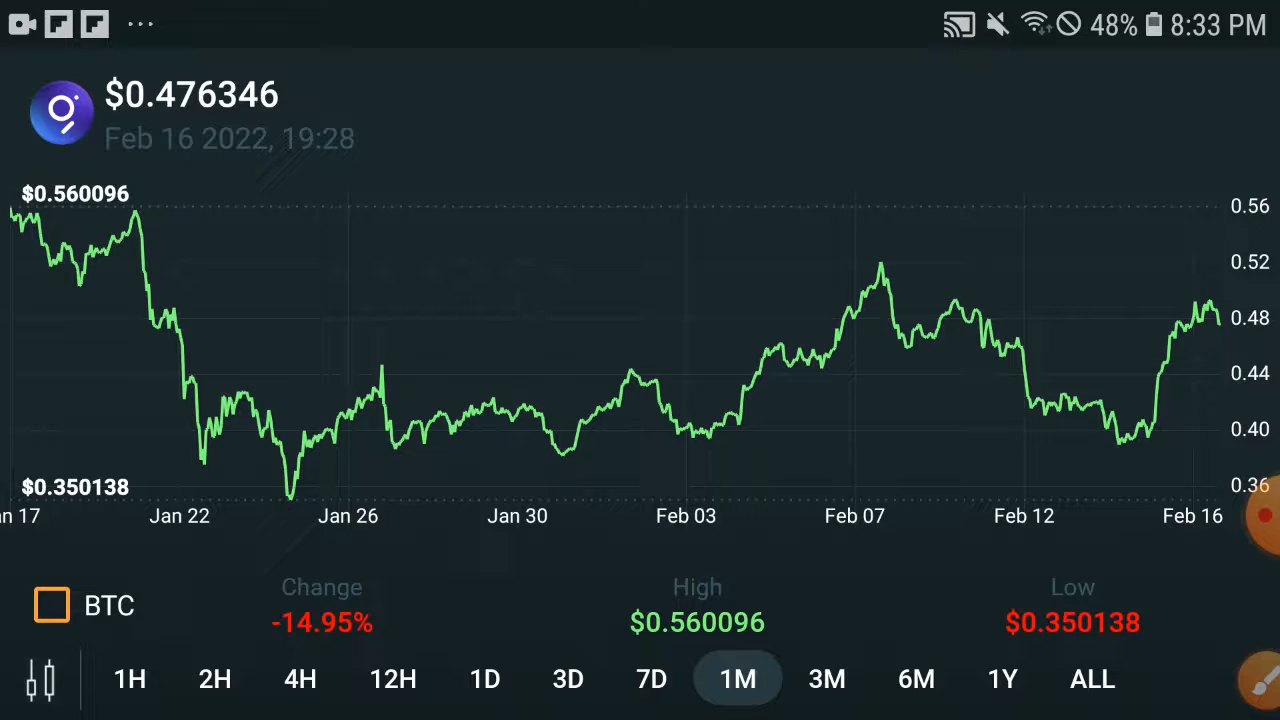 48% 8:33 PM
$0.476346
Feb 16 2022, 19:28
$0.560096
0.56
0.52
0.48
0.44
0.40
$0.350138
0.36
n 17 Jan 22 Jan 26 Jan 30 Feb 03 Feb 07 Feb 12 Feb 16
Change High Low
BTC -14.95% $0.560096 $0.350138
1H 2H 4H 12H 1D 3D 7D 1M 3M 6M 1Y ALL